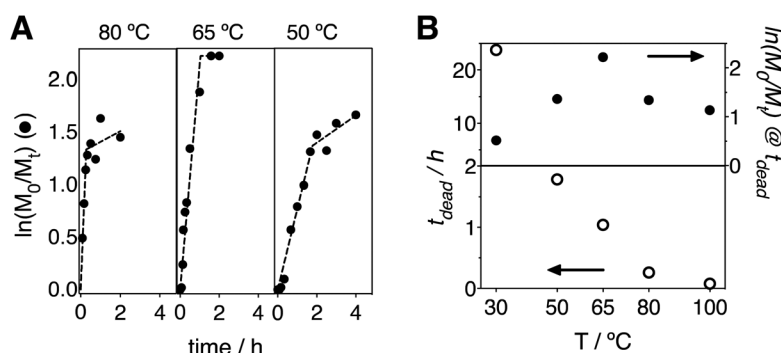 A
80 ºC 65 ºC 50 ºC
ln(M0/Mt) (●)
2.0
1.5
1.0
0.5
0.0
0 2 4 0 2 4 0 2 4
time / h
B
tdead / h
20
10
2
1
0
ln(M0/Mt) @ tdead
2
1
0
30 50 65 80 100
T / ºC